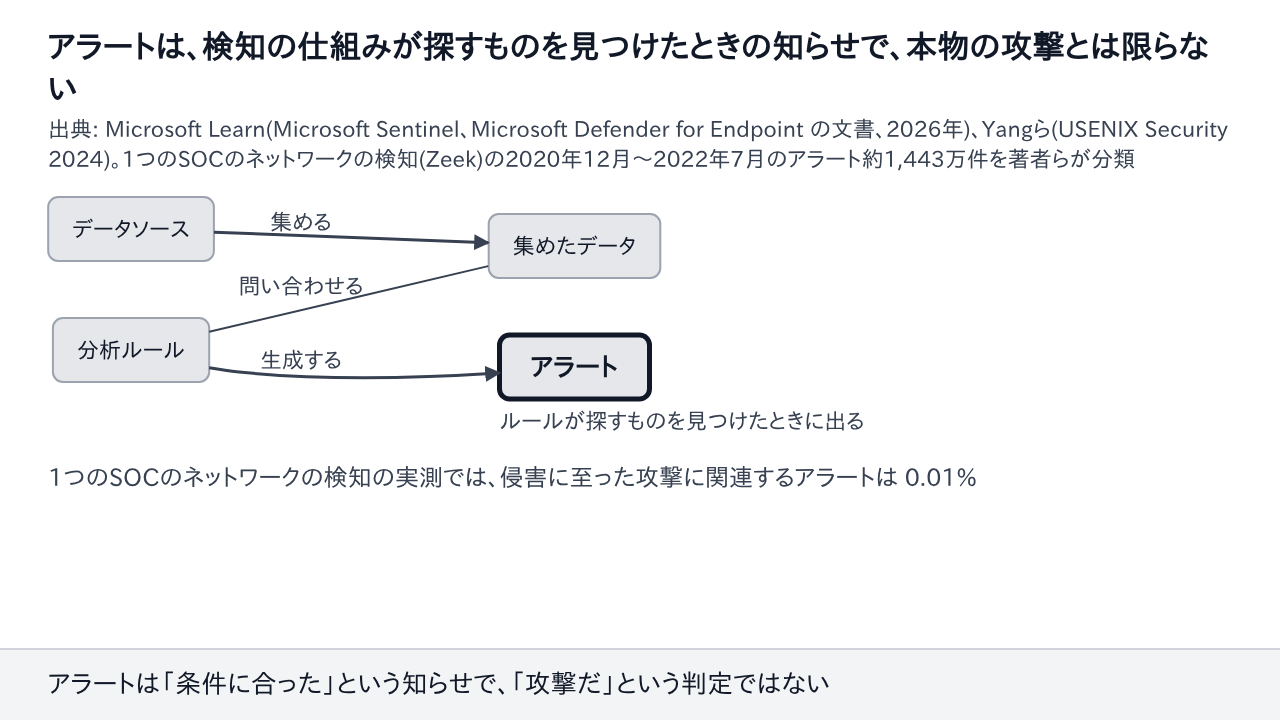 アラートは、検知の仕組みが探すものを見つけたときの知らせで、本物の攻撃とは限らな
い
出典: Microsoft Learn(Microsoft Sentinel、Microsoft Defender for Endpoint の文書、2026年)、Yangら(USENIX Security
2024)。1つのSOCのネットワークの検知(Zeek)の2020年12月〜2022年7月のアラート約1,443万件を著者らが分類
データソース
集める
集めたデータ
問い合わせる
分析ルール
生成する
アラート
ルールが探すものを見つけたときに出る
1つのSOCのネットワークの検知の実測では、侵害に至った攻撃に関連するアラートは 0.01%
アラートは「条件に合った」という知らせで、「攻撃だ」という判定ではない